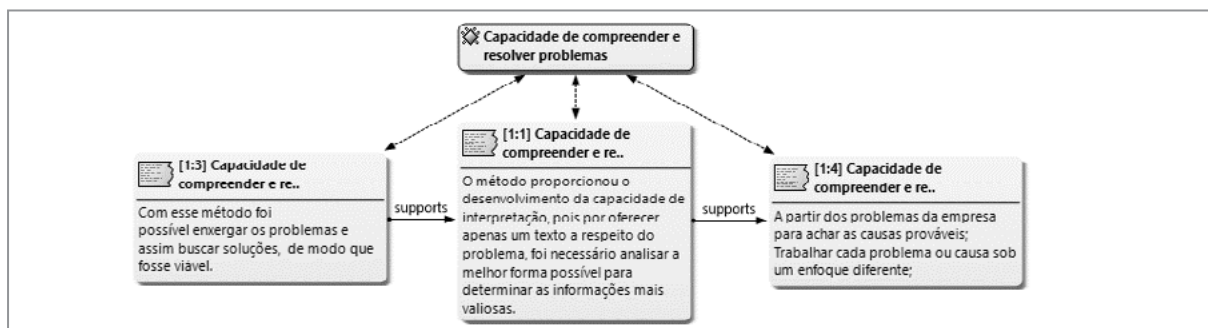 Capacidade de compreender e
resolver problemas
[1:3] Capacidade de
compreender e re..
Com esse método foi
possível enxergar os problemas e
assim buscar soluções, de modo que
fosse viável.
supports
[1:1] Capacidade de
compreender e re..
O método proporcionou o
desenvolvimento da capacidade de
interpretação, pois por oferecer
apenas um texto a respeito do
problema, foi necessário analisar a
melhor forma possível para
determinar as informações mais
valiosas.
supports
[1:4] Capacidade de
compreender e re..
A partir dos problemas da empresa
para achar as causas prováveis;
Trabalhar cada problema ou causa sob
um enfoque diferente;